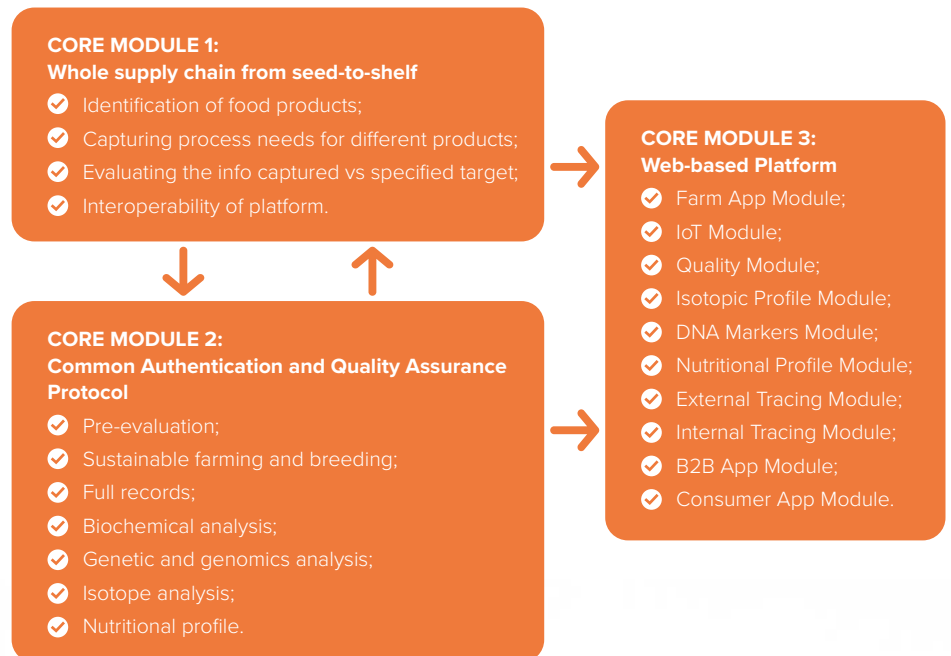 CORE MODULE 1:
Whole supply chain from seed-to-shelf
Identification of food products;
Capturing process needs for different products;
Evaluating the info captured vs specified target;
Interoperability of platform.
CORE MODULE 2:
Common Authentication and Quality Assurance
Protocol
Pre-evaluation;
Sustainable farming and breeding;
Full records;
Biochemical analysis;
Genetic and genomics analysis;
Isotope analysis;
Nutritional profile.
CORE MODULE 3:
Web-based Platform
Farm App Module;
IoT Module;
Quality Module;
Isotopic Profile Module;
DNA Markers Module;
Nutritional Profile Module;
External Tracing Module;
Internal Tracing Module;
B2B App Module;
Consumer App Module.